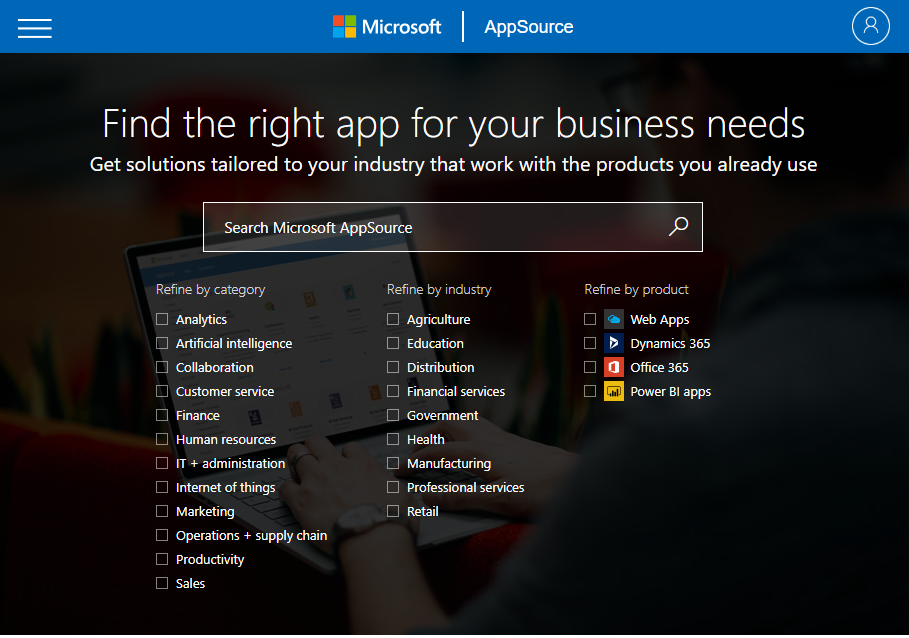 Microsoft AppSource
Find the right app for your business needs
Get solutions tailored to your industry that work with the products you already use
Search Microsoft AppSource
Refine by category
Analytics
Artificial intelligence
Collaboration
Customer service
Finance
Human resources
IT + administration
Internet of things
Marketing
Operations + supply chain
Productivity
Sales
Refine by industry
Agriculture
Education
Distribution
Financial services
Government
Health
Manufacturing
Professional services
Retail
Refine by product
Web Apps
Dynamics 365
Office 365
Power BI apps